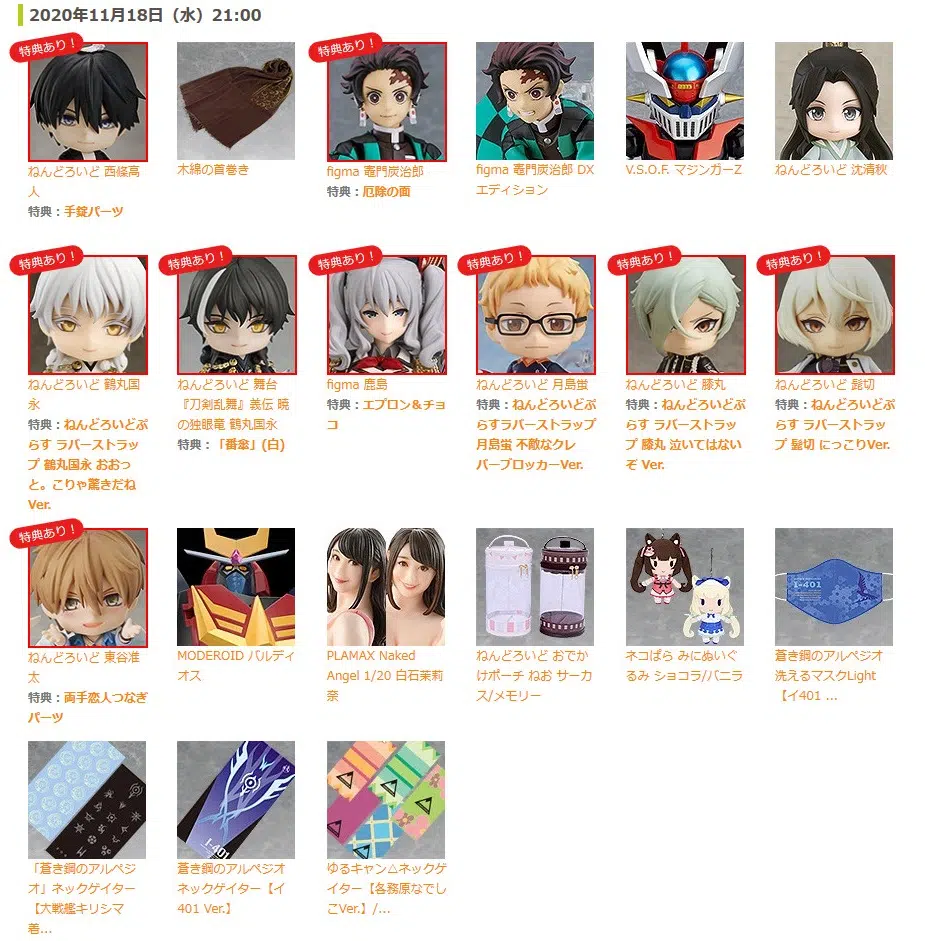 2020年11月18日（水）21:00
特典あり！
ねんどろいど 西條高
人
特典：手錠パーツ
木綿の首巻き
特典あり！
figma 竈門炭治郎
特典：厄除の面
figma 竈門炭治郎 DX
エディション
V.S.O.F. マジンガーZ
ねんどろいど 沈清秋
特典あり！
ねんどろいど 鶴丸国
永
特典：ねんどろいどぷ
らす ラバーストラッ
プ 鶴丸国永 おおっ
と。こりゃ驚きだね
Ver.
特典あり！
ねんどろいど 舞台
『刀剣乱舞』義伝 暁
の独眼竜 鶴丸国永
特典：「番傘」(白)
特典あり！
figma 鹿島
特典：エプロン＆チョ
コ
特典あり！
ねんどろいど 月島蛍
特典：ねんどろいどぷ
らすラバーストラップ
月島蛍 不敵なクレ
バーブロッカーVer.
特典あり！
ねんどろいど 膝丸
特典：ねんどろいどぷ
らす ラバーストラッ
プ 膝丸 泣いてはない
ぞ Ver.
特典あり！
ねんどろいど 髭切
特典：ねんどろいどぷ
らす ラバーストラッ
プ 髭切 にっこりVer.
特典あり！
ねんどろいど 東谷准
太
特典：両手恋人つなぎ
パーツ
MODEROID バルディ
オス
PLAMAX Naked
Angel 1/20 白石茉莉
奈
ねんどろいど おでか
けポーチ ねお サーカ
ス/メモリー
ネコぱら みにぬいぐ
るみ ショコラ/バニラ
I-401
蒼き鋼のアルペジオ
洗えるマスクLight
【イ401 ...
「蒼き鋼のアルペジ
オ」ネックゲイター
【大戦艦キリシマ
蒼...
I-401
蒼き鋼のアルペジオ
ネックゲイター【イ
401 Ver.】
ゆるキャン△ネックゲ
イター【各務原なでし
こVer.】/...